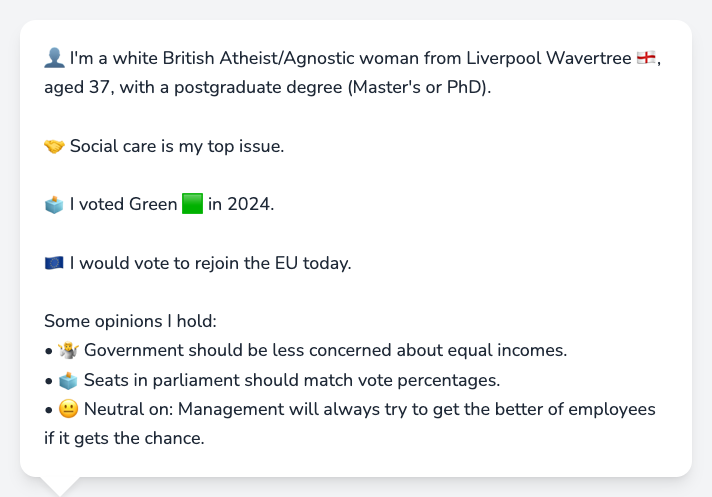 👤 I'm a white British Atheist/Agnostic woman from Liverpool Wavertree 🏴󠁧󠁢󠁥󠁮󠁧󠁿,
aged 37, with a postgraduate degree (Master's or PhD).
🤝 Social care is my top issue.
🗳️ I voted Green 🟩 in 2024.
🇪🇺 I would vote to rejoin the EU today.
Some opinions I hold:
• 🤷 Government should be less concerned about equal incomes.
• 🗳️ Seats in parliament should match vote percentages.
• 😐 Neutral on: Management will always try to get the better of employees
if it gets the chance.